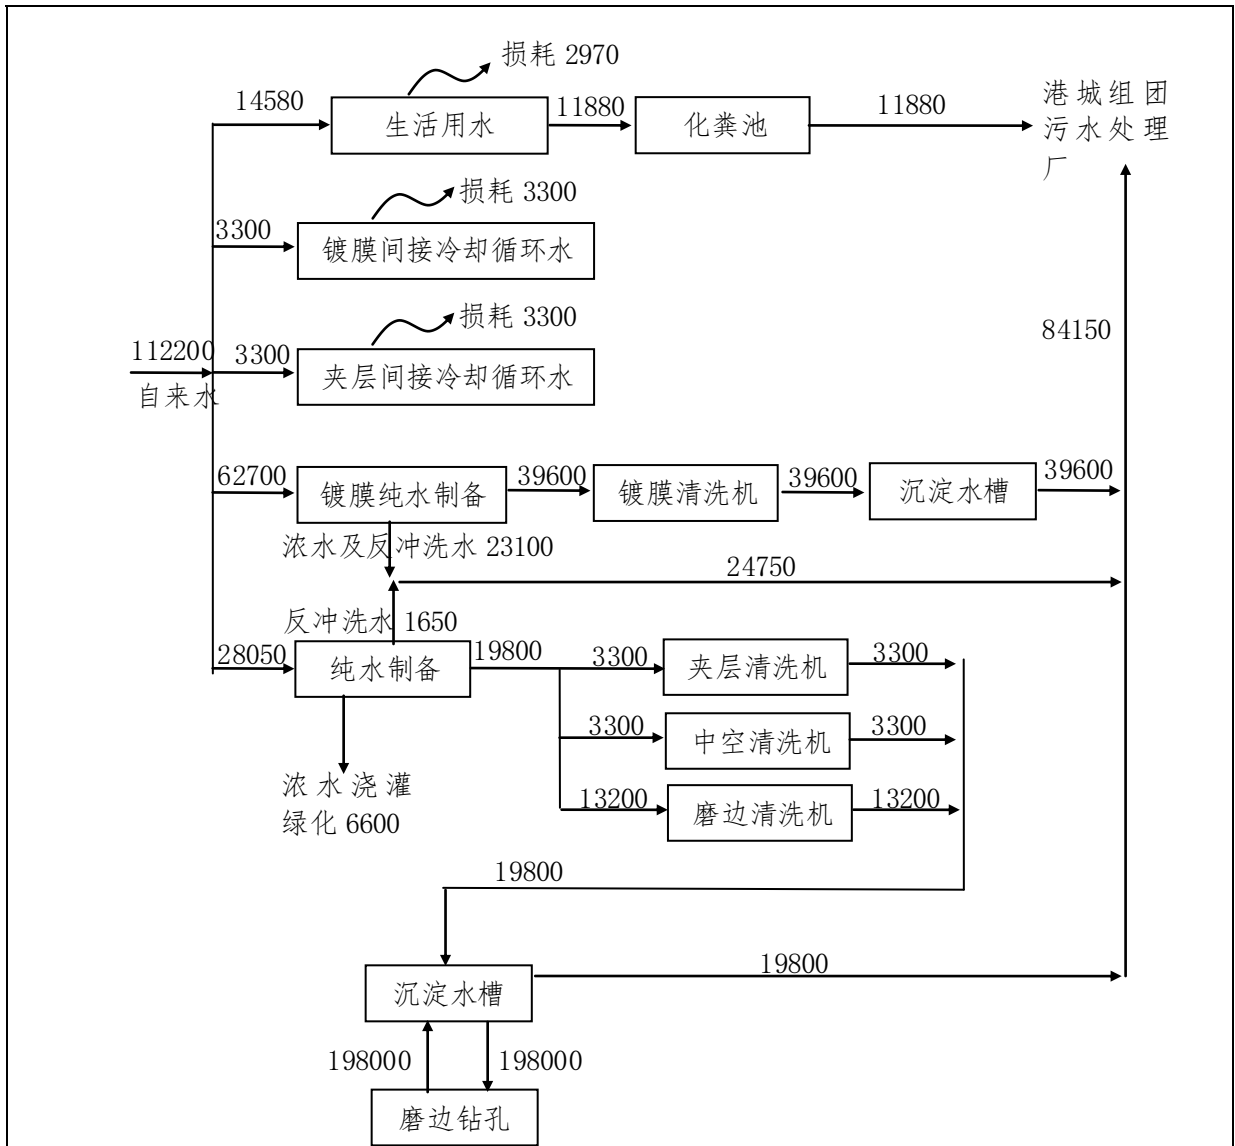 损耗 2970
14580
生活用水
11880
化粪池
11880
港城组团
污水处理
厂
损耗 3300
3300
镀膜间接冷却循环水
损耗 3300
112200
3300
夹层间接冷却循环水
自来水
84150
62700
镀膜纯水制备
39600
镀膜清洗机
39600
沉淀水槽
39600
浓水及反冲洗水 23100
24750
反冲洗水 1650
28050
纯水制备
19800
3300
夹层清洗机
3300
3300
中空清洗机
3300
浓水浇灌
绿化 6600
13200
磨边清洗机
13200
19800
沉淀水槽
19800
198000
198000
磨边钻孔